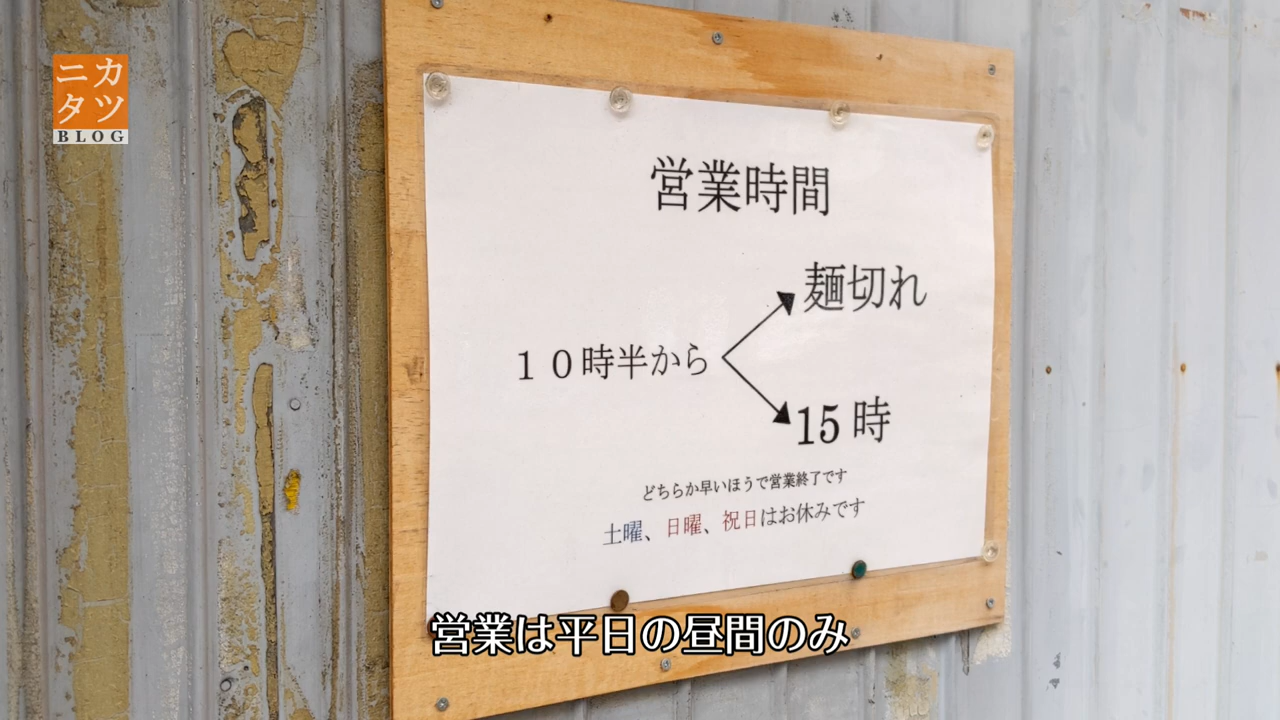 ニカ
タツ
BLOG
営業時間
麺切れ
１０時半から
15時
どちらか早いほうで営業終了です
土曜、日曜、祝日はお休みです
営業は平日の昼間のみ